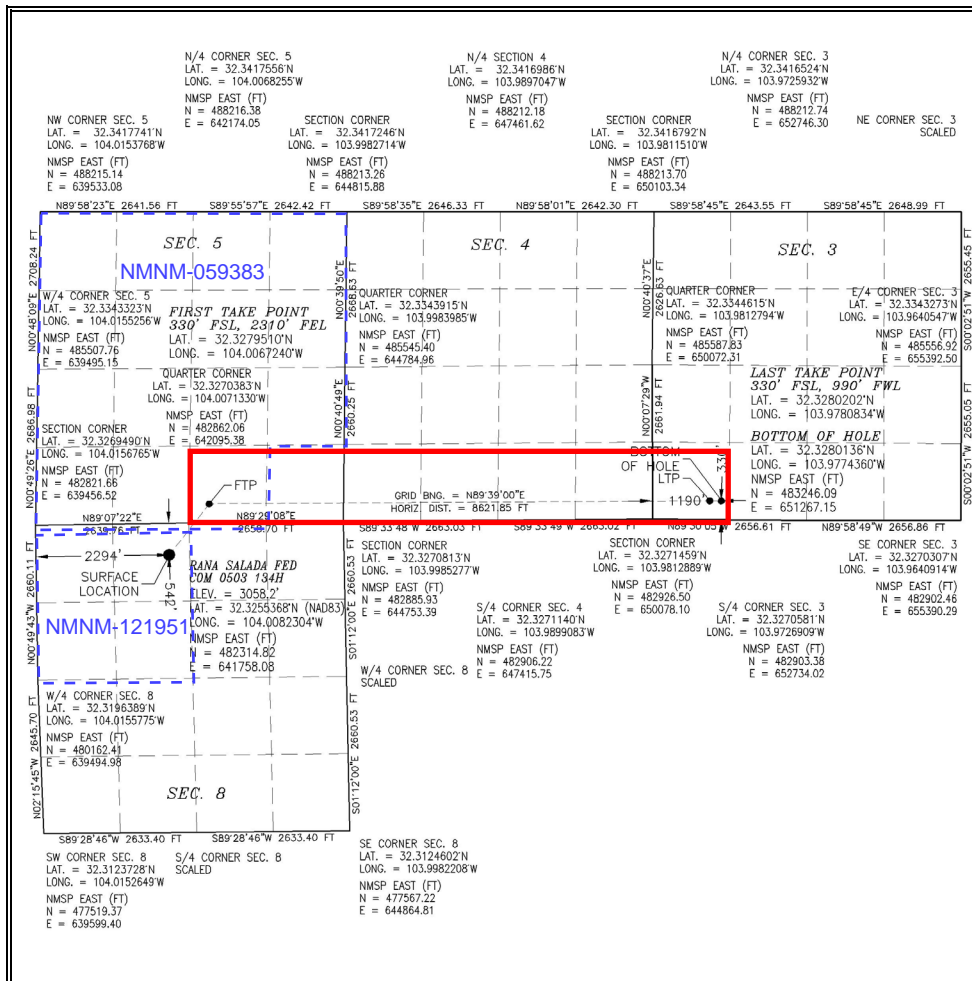 N/4 CORNER SEC. 5
LAT. = 32.3417556'N
LONG. = 104.0068255'W
NMSP EAST (FT)
N = 488216.38
E = 642174.05
N/4 SECTION 4
LAT. = 32.3416986'N
LONG. = 103.9897047'W
NMSP EAST (FT)
N = 488212.18
E = 647461.62
N/4 CORNER SEC. 3
LAT. = 32.3416524'N
LONG. = 103.9725932'W
NMSP EAST (FT)
N = 488212.74
E = 652746.30
NW CORNER SEC. 5
LAT. = 32.3417741'N
LONG. = 104.0153768'W
NMSP EAST (FT)
N = 488215.14
E = 639533.08
SECTION CORNER
LAT. = 32.3417246'N
LONG. = 103.9982714'W
NMSP EAST (FT)
N = 488213.26
E = 644815.88
SECTION CORNER
LAT. = 32.3416792'N
LONG. = 103.9811510'W
NMSP EAST (FT)
N = 488213.70
E = 650103.34
NE CORNER SEC. 3
SCALED
N89'58'23"E 2641.56 FT
S89'55'57"E 2642.42 FT
S89'58'35"E 2646.33 FT
N89'58'01"E 2642.30 FT
S89'58'45"E 2643.55 FT
S89'58'45"E 2648.99 FT
SEC. 5
SEC. 4
SEC. 3
NMNM-059383
N00'48'09"E 2708.24 FT
N00'39'50"E 2668.63 FT
N00'40'37"E 2626.63 FT
S00'02'51"W 2655.45 FT
W/4 CORNER SEC. 5
LAT. = 32.3343323'N
LONG. = 104.0155256'W
NMSP EAST (FT)
N = 485507.76
E = 639495.15
FIRST TAKE POINT
330' FSL, 2310' FEL
LAT. = 32.3279510'N
LONG. = 104.0067240'W
QUARTER CORNER
LAT. = 32.3343915'N
LONG. = 103.9983985'W
NMSP EAST (FT)
N = 485545.40
E = 644784.96
QUARTER CORNER
LAT. = 32.3344615'N
LONG. = 103.9812794'W
NMSP EAST (FT)
N = 485587.83
E = 650072.31
E/4 CORNER SEC. 3
LAT. = 32.3343273'N
LONG. = 103.9640547'W
NMSP EAST (FT)
N = 485556.92
E = 655392.50
QUARTER CORNER
LAT. = 32.3270383'N
LONG. = 104.0071330'W
NMSP EAST (FT)
N = 482862.06
E = 642095.38
LAST TAKE POINT
330' FSL, 990' FWL
LAT. = 32.3280202'N
LONG. = 103.9780834'W
BOTTOM OF HOLE
LAT. = 32.3280136'N
LONG. = 103.9774360'W
NMSP EAST (FT)
N = 483246.09
E = 651267.15
N00'49'26"E 2686.98 FT
N00'40'49"E 2660.25 FT
N00'07'29"W 2661.94 FT
S00'02'51"W 2655.05 FT
SECTION CORNER
LAT. = 32.3269490'N
LONG. = 104.0156765'W
NMSP EAST (FT)
N = 482821.66
E = 639456.52
FTP
GRID BNG. = N89'39'00"E
HORIZ. DIST. = 8621.85 FT
BOTTOM
OF HOLE
LTP
330'
1190'
N89'07'22"E
2639.76 FT
N89'29'08"E
2658.70 FT
S89'33'48"W 2663.03 FT
S89'33'49"W 2663.02 FT
N89'30'05"W 2656.61 FT
N89'58'49"W 2656.86 FT
2294'
542'
SURFACE
LOCATION
RANA SALADA FED
COM 0503 134H
ELEV. = 3058.2'
LAT. = 32.3255368'N (NAD83)
LONG. = 104.0082304'W
NMSP EAST (FT)
N = 482314.82
E = 641758.08
NMNM-121951
N00'49'43"W 2660.11 FT
S01'12'00"E 2660.53 FT
SECTION CORNER
LAT. = 32.3270813'N
LONG. = 103.9985277'W
NMSP EAST (FT)
N = 482885.93
E = 644753.39
S/4 CORNER SEC. 4
LAT. = 32.3271140'N
LONG. = 103.9899083'W
NMSP EAST (FT)
N = 482906.22
E = 647415.75
SECTION CORNER
LAT. = 32.3271459'N
LONG. = 103.9812889'W
NMSP EAST (FT)
N = 482926.50
E = 650078.10
S/4 CORNER SEC. 3
LAT. = 32.3270581'N
LONG. = 103.9726909'W
NMSP EAST (FT)
N = 482903.38
E = 652734.02
SE CORNER SEC. 3
LAT. = 32.3270307'N
LONG. = 103.9640914'W
NMSP EAST (FT)
N = 482902.46
E = 655390.29
W/4 CORNER SEC. 8
SCALED
W/4 CORNER SEC. 8
LAT. = 32.3196389'N
LONG. = 104.0155775'W
NMSP EAST (FT)
N = 480162.41
E = 639494.98
N02'15'45"W 2645.70 FT
S01'12'00"E 2660.53 FT
SEC. 8
S89'28'46"W 2633.40 FT
S89'28'46"W 2633.40 FT
SW CORNER SEC. 8
LAT. = 32.3123728'N
LONG. = 104.0152649'W
NMSP EAST (FT)
N = 477519.37
E = 639599.40
S/4 CORNER SEC. 8
SCALED
SE CORNER SEC. 8
LAT. = 32.3124602'N
LONG. = 103.9982208'W
NMSP EAST (FT)
N = 477567.22
E = 644864.81